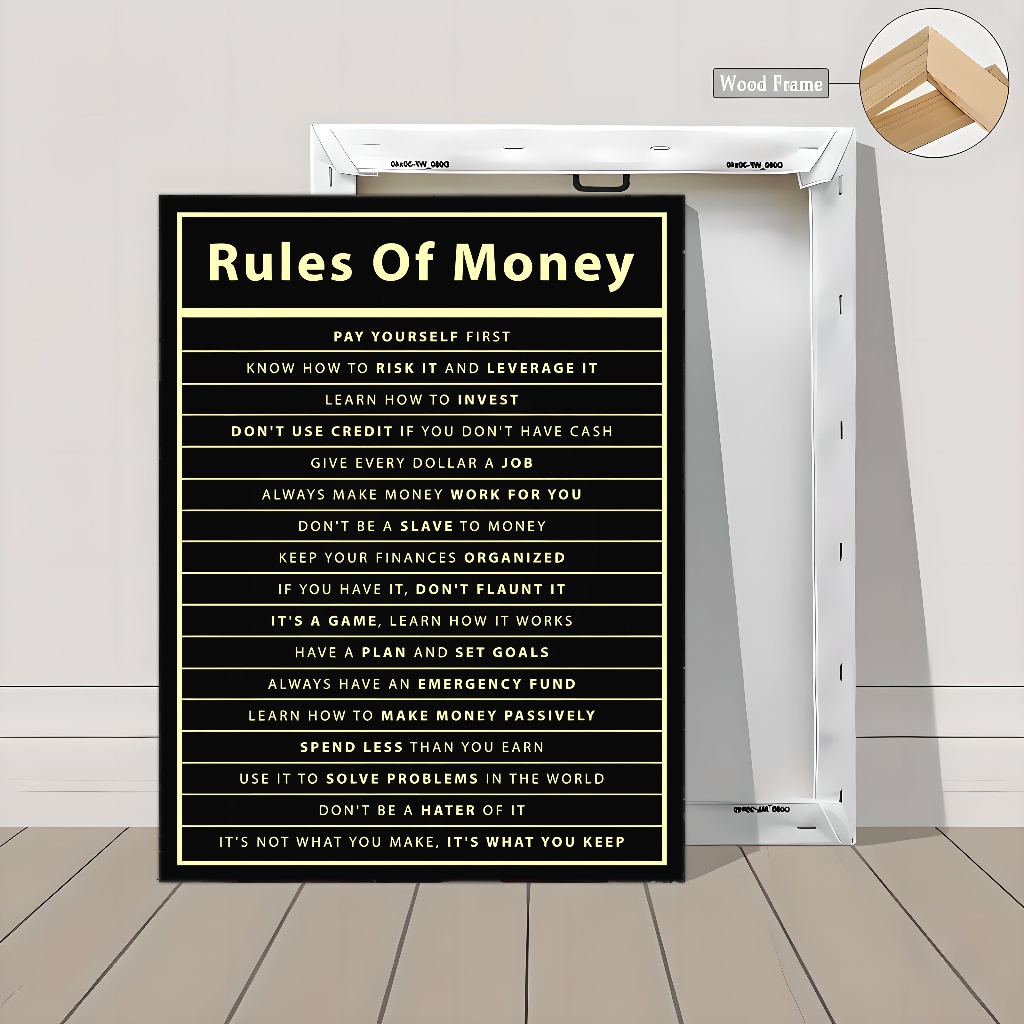 Wood Frame
Rules Of Money
PAY YOURSELF FIRST
KNOW HOW TO RISK IT AND LEVERAGE IT
LEARN HOW TO INVEST
DON'T USE CREDIT IF YOU DON'T HAVE CASH
GIVE EVERY DOLLAR A JOB
ALWAYS MAKE MONEY WORK FOR YOU
DON'T BE A SLAVE TO MONEY
KEEP YOUR FINANCES ORGANIZED
IF YOU HAVE IT, DON'T FLAUNT IT
IT'S A GAME, LEARN HOW IT WORKS
HAVE A PLAN AND SET GOALS
ALWAYS HAVE AN EMERGENCY FUND
LEARN HOW TO MAKE MONEY PASSIVELY
SPEND LESS THAN YOU EARN
USE IT TO SOLVE PROBLEMS IN THE WORLD
DON'T BE A HATER OF IT
IT'S NOT WHAT YOU MAKE, IT'S WHAT YOU KEEP